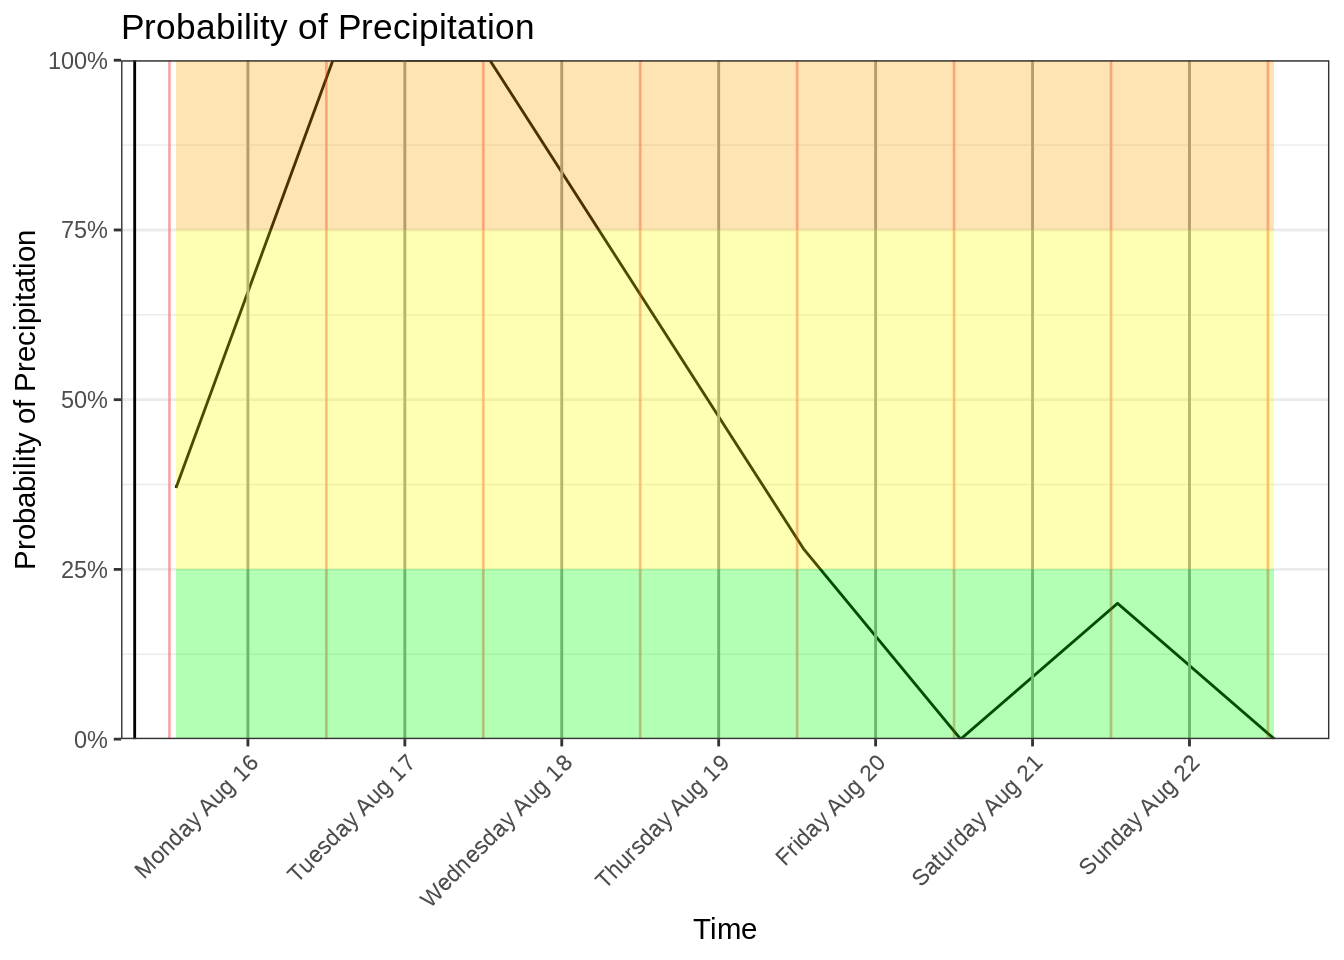 Probability of Precipitation
Probability of Precipitation
100%
75%
50%
25%
0%
Monday Aug 16
Tuesday Aug 17
Wednesday Aug 18
Thursday Aug 19
Friday Aug 20
Saturday Aug 21
Sunday Aug 22
Time